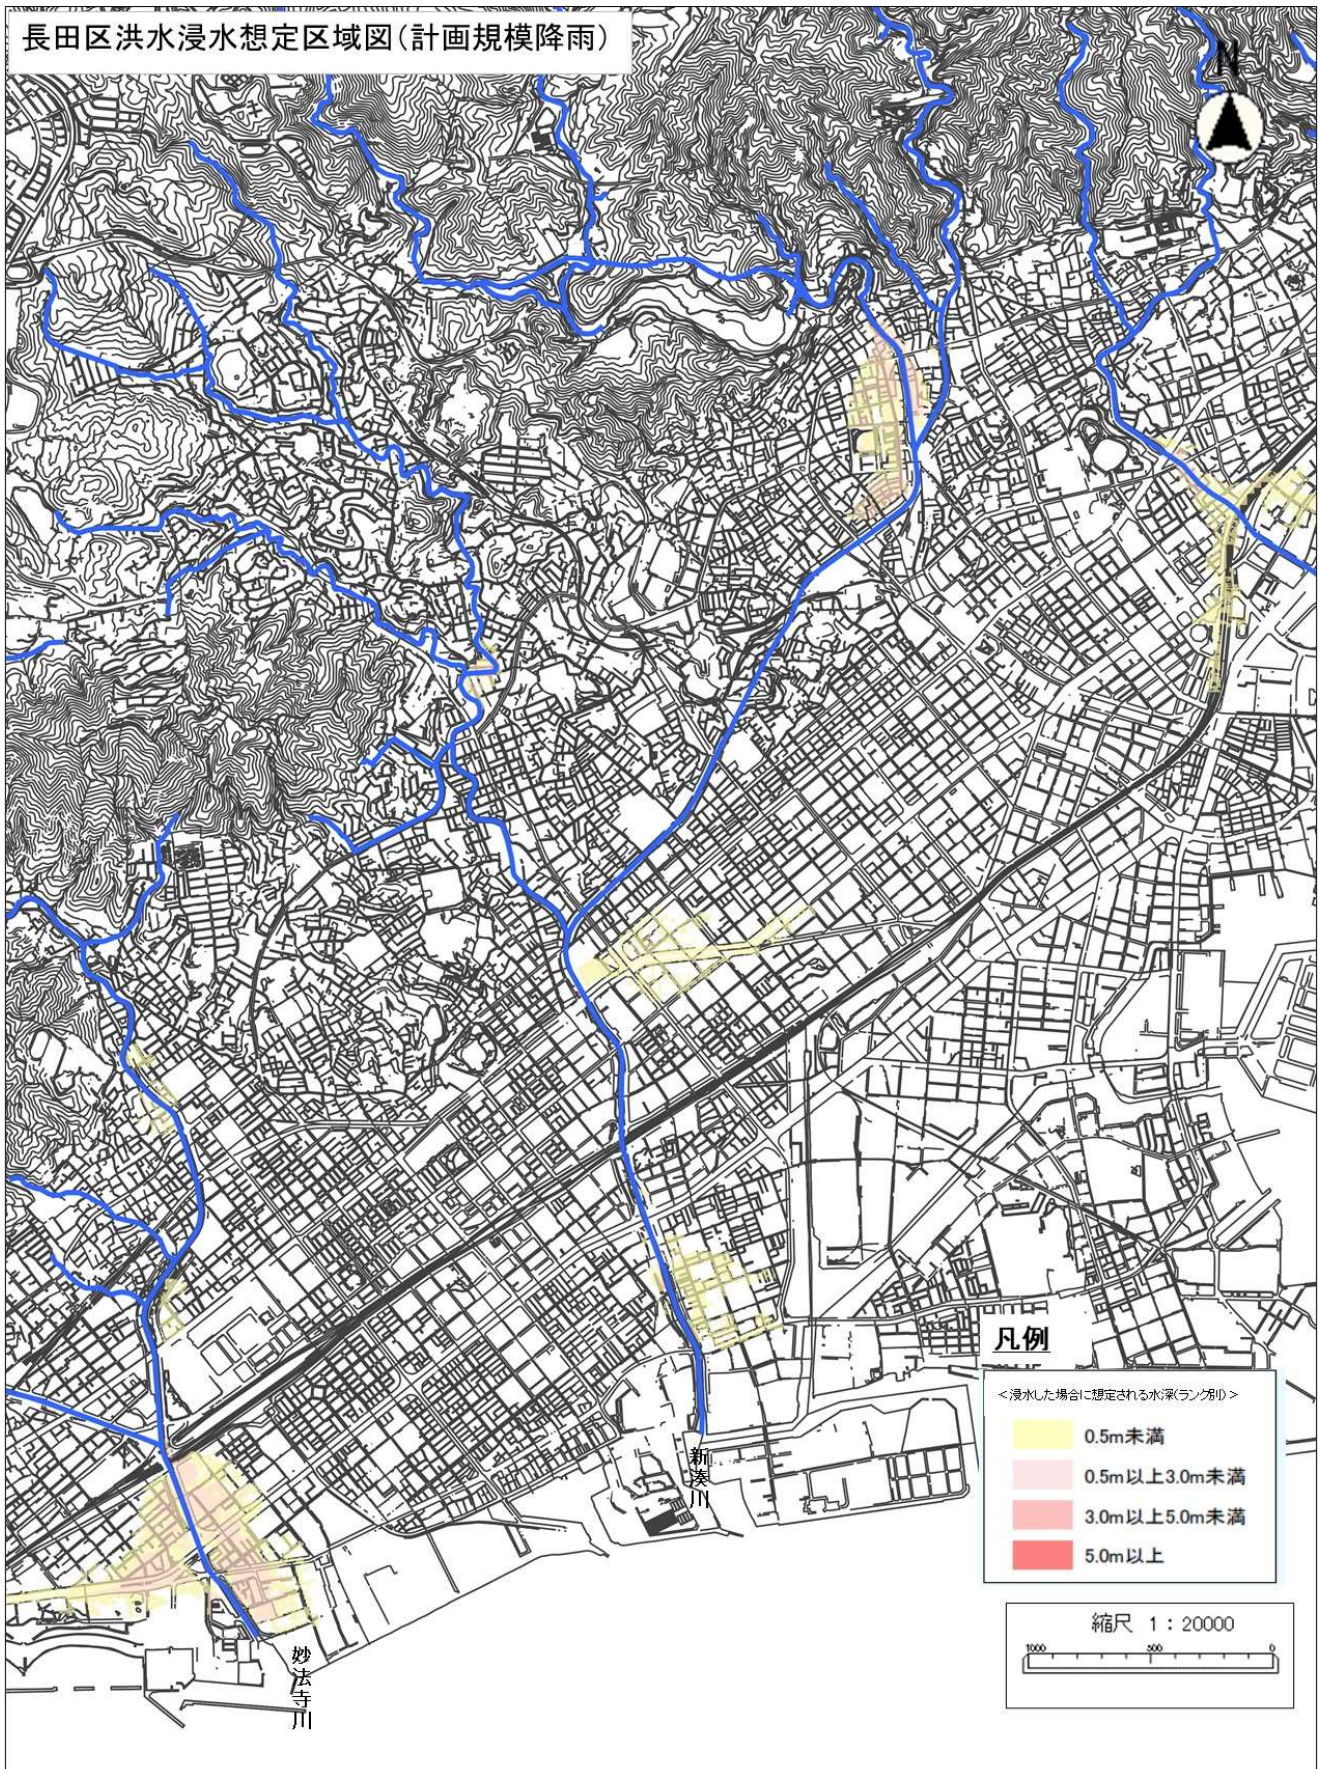 長田区洪水浸水想定区域図(計画規模降雨)
N
凡例
<浸水した場合に想定される水深(ランク別)>
0.5m未満
0.5m以上3.0m未満
3.0m以上5.0m未満
5.0m以上
新湊川
縮尺 1:20000
1000 500 0
妙法寺川